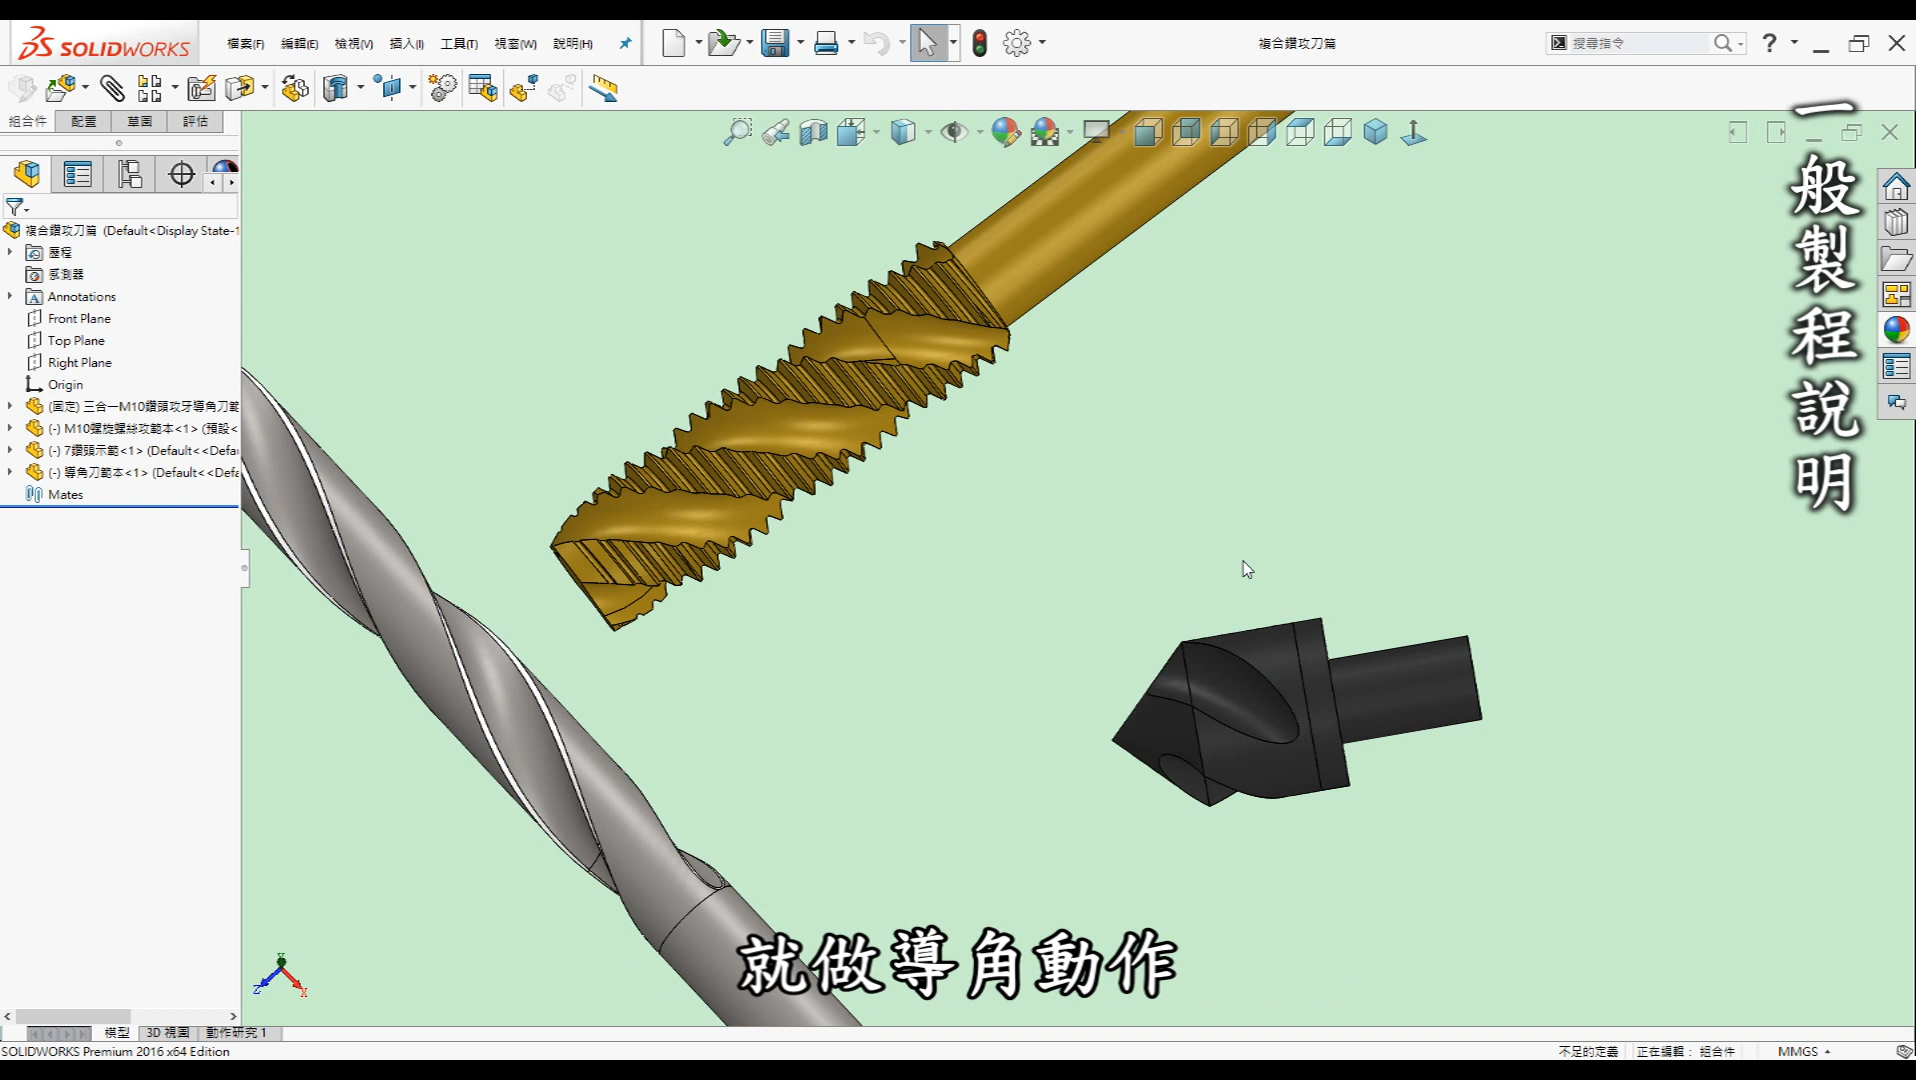 SOLIDWORKS 檔案(F) 編輯(E) 檢視(V) 插入(I) 工具(T) 視窗(W) 說明(H) 複合鑽攻刀篇 搜尋指令
組合件 配置 草圖 評估
複合鑽攻刀篇 (Default<Display State-1
歷程
感測器
Annotations
Front Plane
Top Plane
Right Plane
Origin
(固定) 三合一M10鑽頭攻牙導角刀範
(-) M10螺旋螺絲攻範本<1> (預設<
(-) 7鑽頭示範<1> (Default<<Defa
(-) 導角刀範本<1> (Default<<Defa
Mates
一般製程說明
就做導角動作
Y
Z
X
模型 3D 視圖 動作研究 1
SOLIDWORKS Premium 2016 x64 Edition 不足的定義 正在編輯: 組合件 MMGS